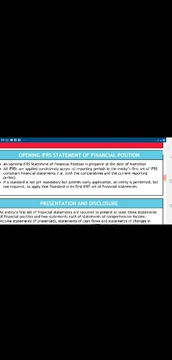 OPENING IFRS STATEMENT OF FINANCIAL POSITION
• An opening IFRS Statement of Financial Position is prepared at the date of transition
• All IFRSs are applied consistently across all reporting periods in the entity's first set of IFRS
compliant financial statements (i.e. both the comparatives and the current reporting
period)
• If a standard is not yet mandatory but permits early application, an entity is permitted, but
not required, to apply that Standard in its first IFRS set of financial statements.
PRESENTATION AND DISCLOSURE
An entity's first set of financial statements are required to present at least three statements
of financial position and two statements each of statements of comprehensive income,
income statements (if presented), statements of cash flows and statements of changes in